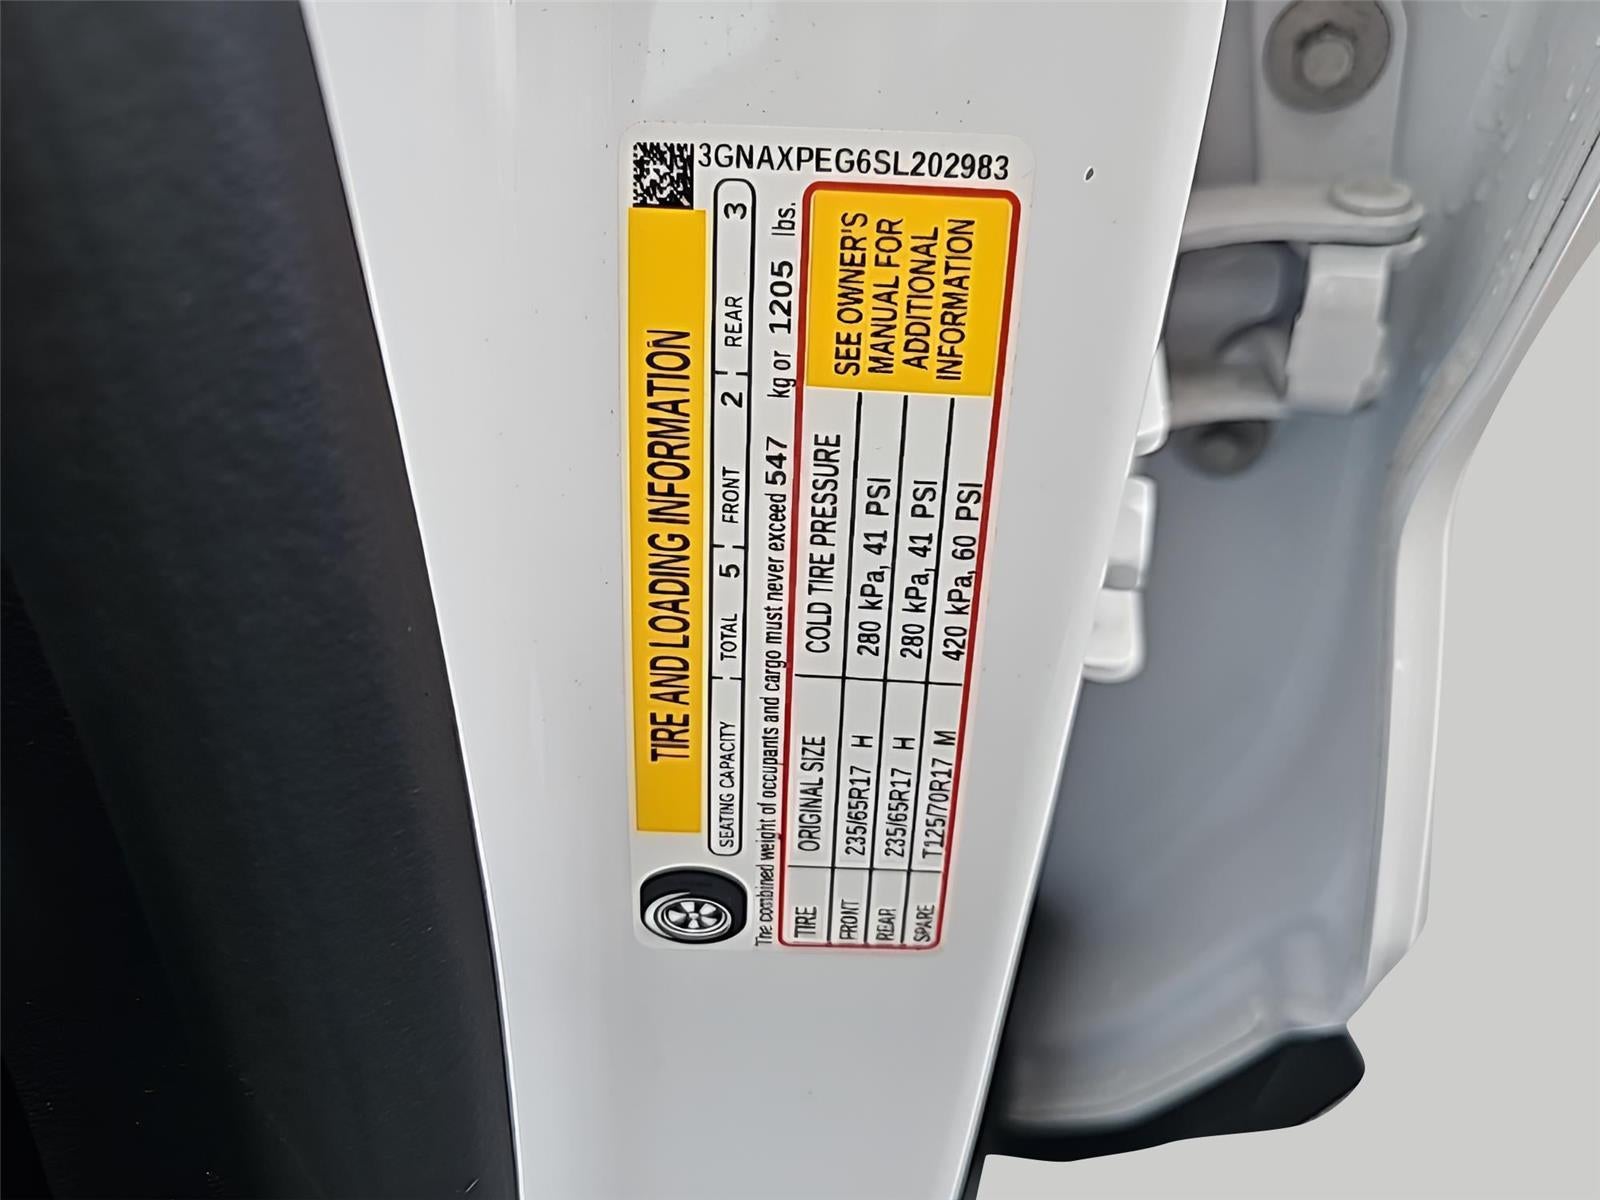 3GNAXPEG6SL202983
TIRE AND LOADING INFORMATION
SEATING CAPACITY TOTAL 5 FRONT 2 REAR 3
The combined weight of occupants and cargo must never exceed 547 kg or 1205 lbs.
TIRE ORIGINAL SIZE COLD TIRE PRESSURE
FRONT 235/65R17 H 280 kPa, 41 PSI
REAR 235/65R17 H 280 kPa, 41 PSI
SPARE T125/70R17 M 420 kPa, 60 PSI
SEE OWNER'S
MANUAL FOR
ADDITIONAL
INFORMATION